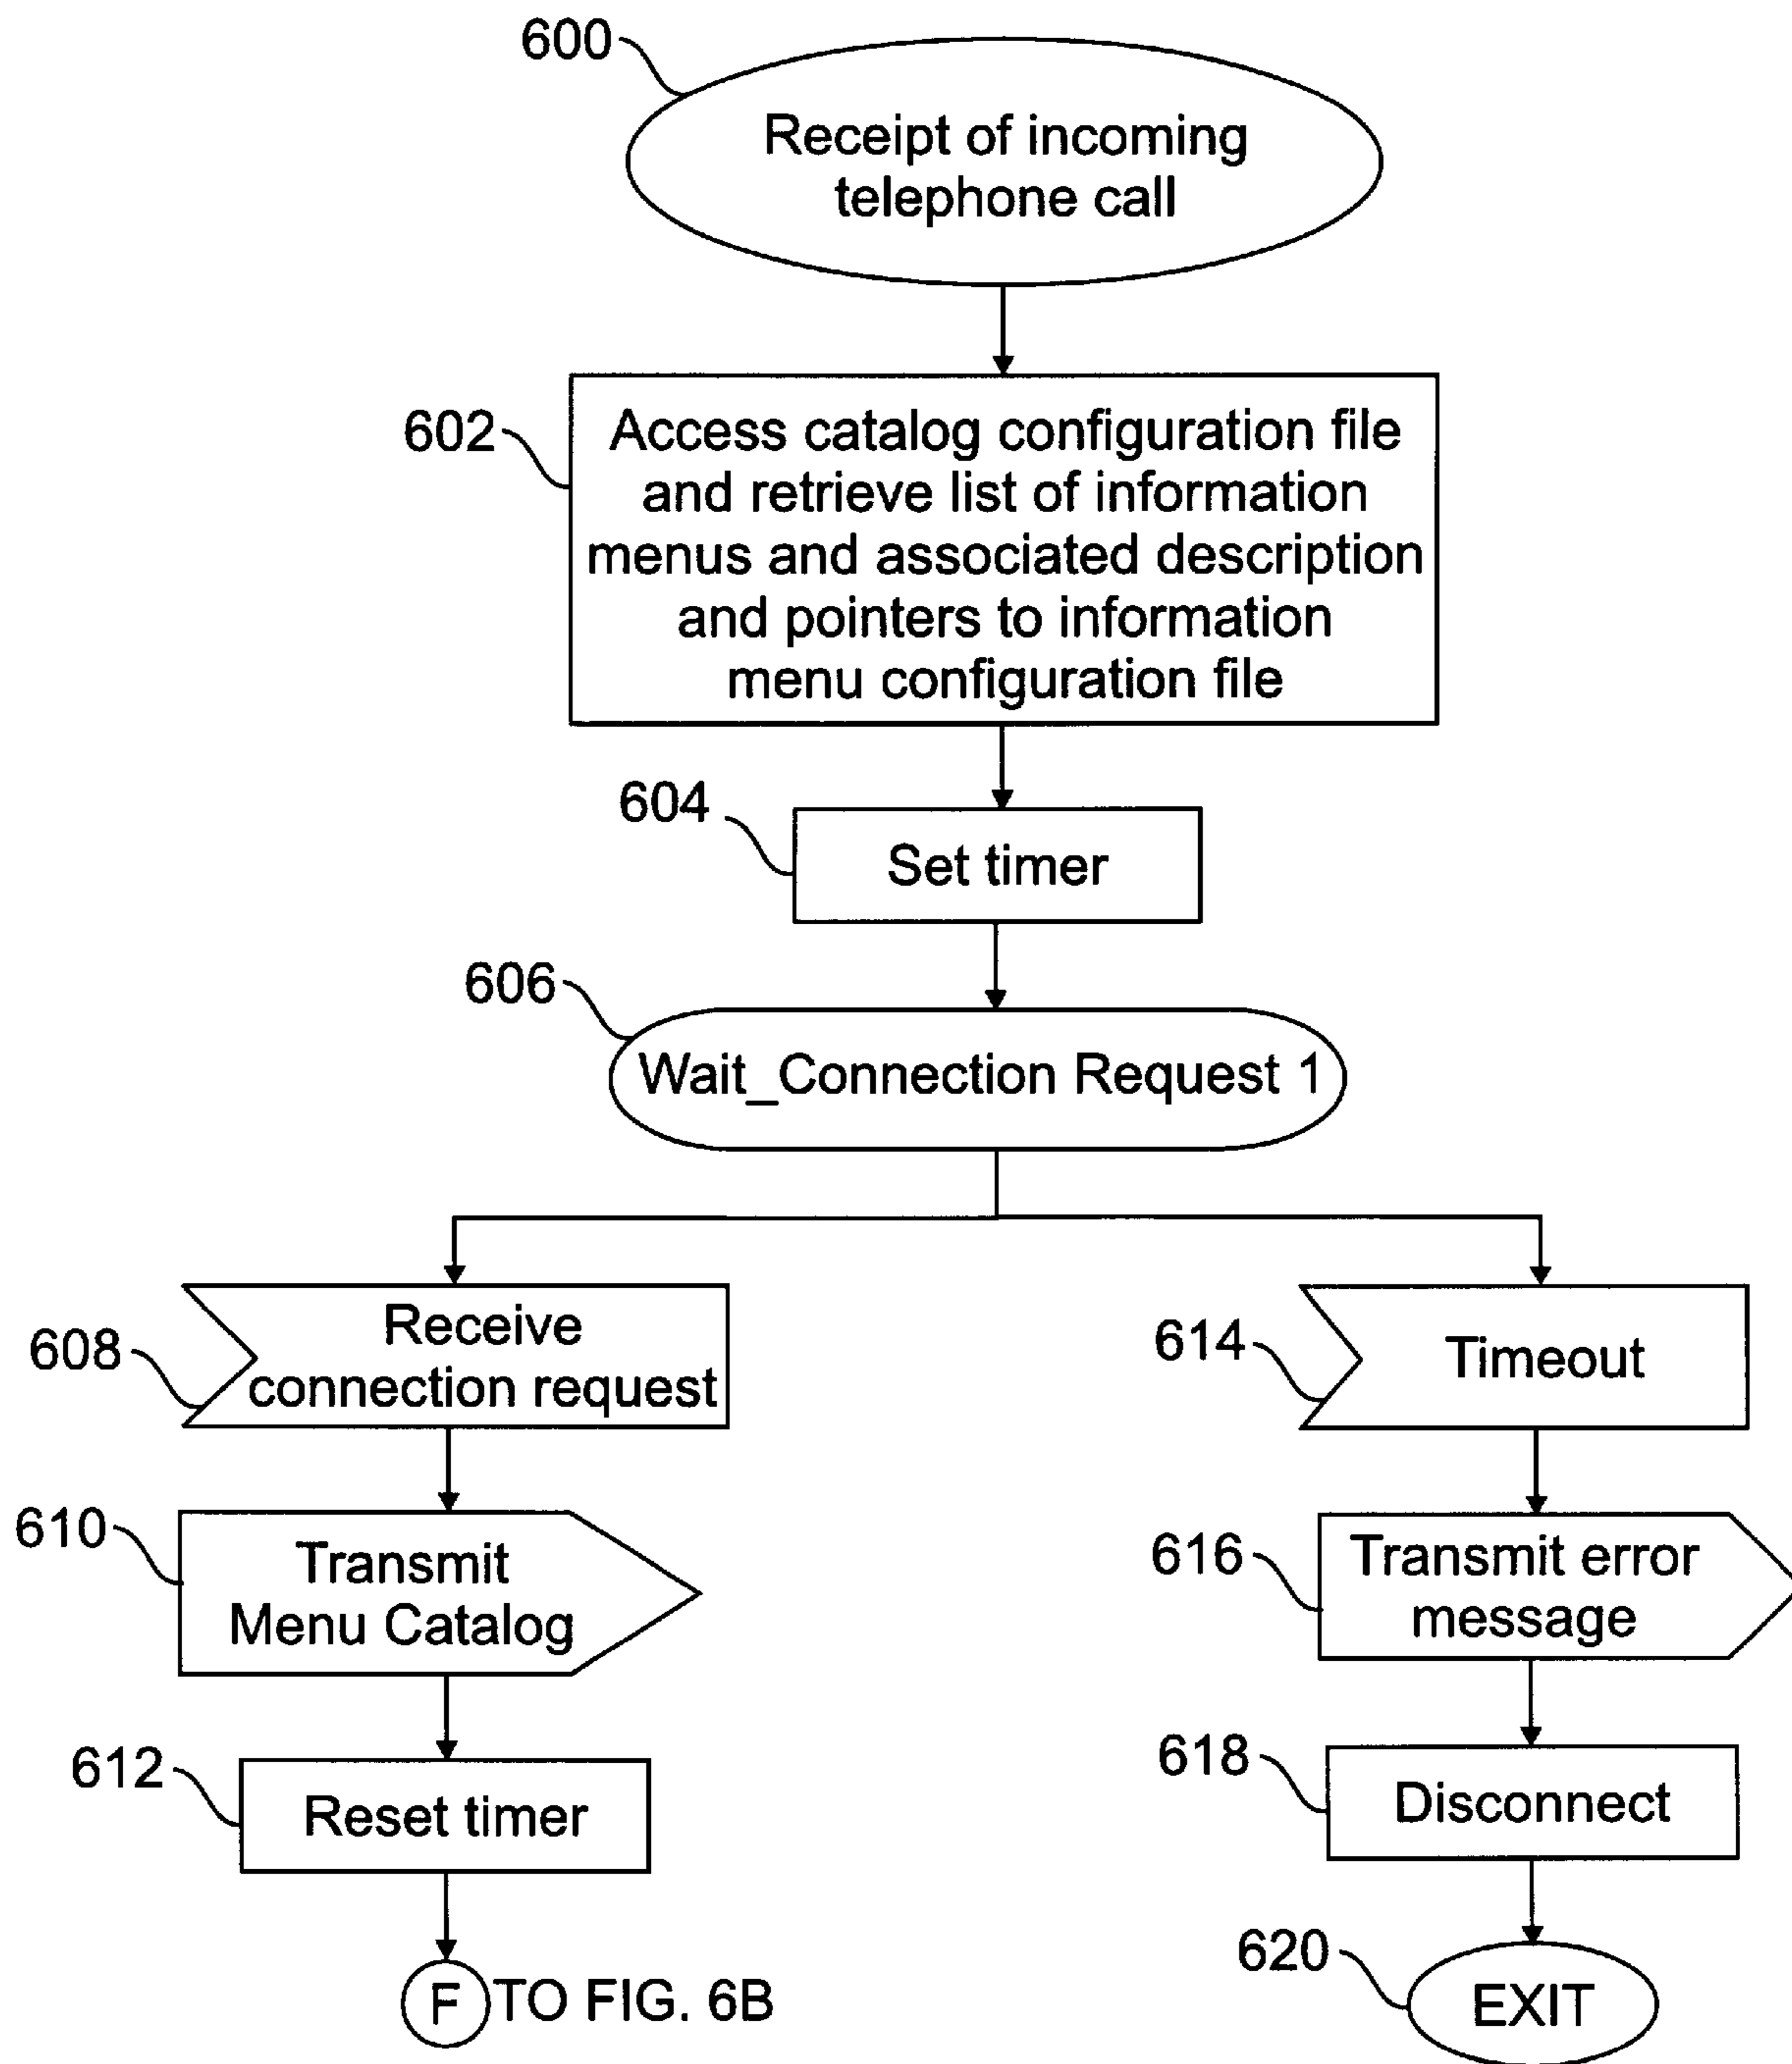 600
Receipt of incoming
telephone call
602
Access catalog configuration file
and retrieve list of information
menus and associated description
and pointers to information
menu configuration file
604
Set timer
606
Wait_Connection Request 1
608
Receive
connection request
614
Timeout
610
Transmit
Menu Catalog
616
Transmit error
message
612
Reset timer
618
Disconnect
F TO FIG. 6B
620
EXIT